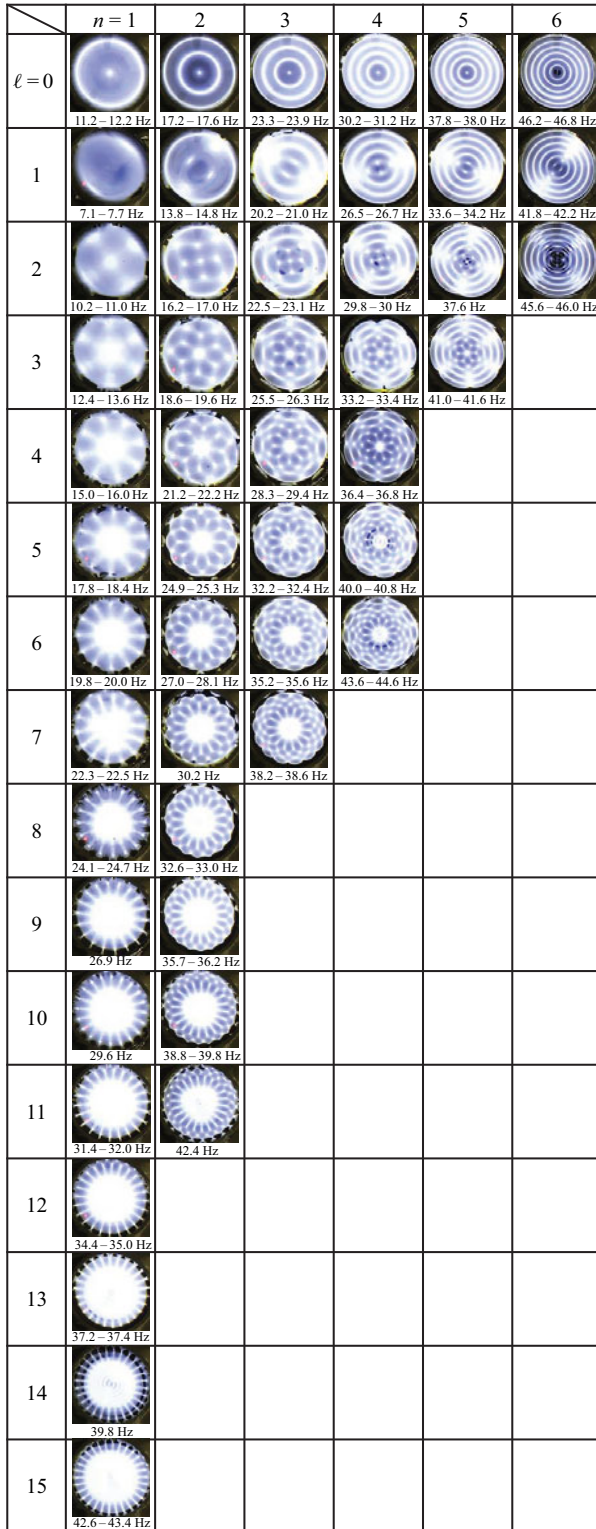 n = 1 2 3 4 5 6
ℓ = 0
11.2 – 12.2 Hz 17.2 – 17.6 Hz 23.3 – 23.9 Hz 30.2 – 31.2 Hz 37.8 – 38.0 Hz 46.2 – 46.8 Hz
1
7.1 – 7.7 Hz 13.8 – 14.8 Hz 20.2 – 21.0 Hz 26.5 – 26.7 Hz 33.6 – 34.2 Hz 41.8 – 42.2 Hz
2
10.2 – 11.0 Hz 16.2 – 17.0 Hz 22.5 – 23.1 Hz 29.8 – 30 Hz 37.6 Hz 45.6 – 46.0 Hz
3
12.4 – 13.6 Hz 18.6 – 19.6 Hz 25.5 – 26.3 Hz 33.2 – 33.4 Hz 41.0 – 41.6 Hz
4
15.0 – 16.0 Hz 21.2 – 22.2 Hz 28.3 – 29.4 Hz 36.4 – 36.8 Hz
5
17.8 – 18.4 Hz 24.9 – 25.3 Hz 32.2 – 32.4 Hz 40.0 – 40.8 Hz
6
19.8 – 20.0 Hz 27.0 – 28.1 Hz 35.2 – 35.6 Hz 43.6 – 44.6 Hz
7
22.3 – 22.5 Hz 30.2 Hz 38.2 – 38.6 Hz
8
24.1 – 24.7 Hz 32.6 – 33.0 Hz
9
26.9 Hz 35.7 – 36.2 Hz
10
29.6 Hz 38.8 – 39.8 Hz
11
31.4 – 32.0 Hz 42.4 Hz
12
34.4 – 35.0 Hz
13
37.2 – 37.4 Hz
14
39.8 Hz
15
42.6 – 43.4 Hz